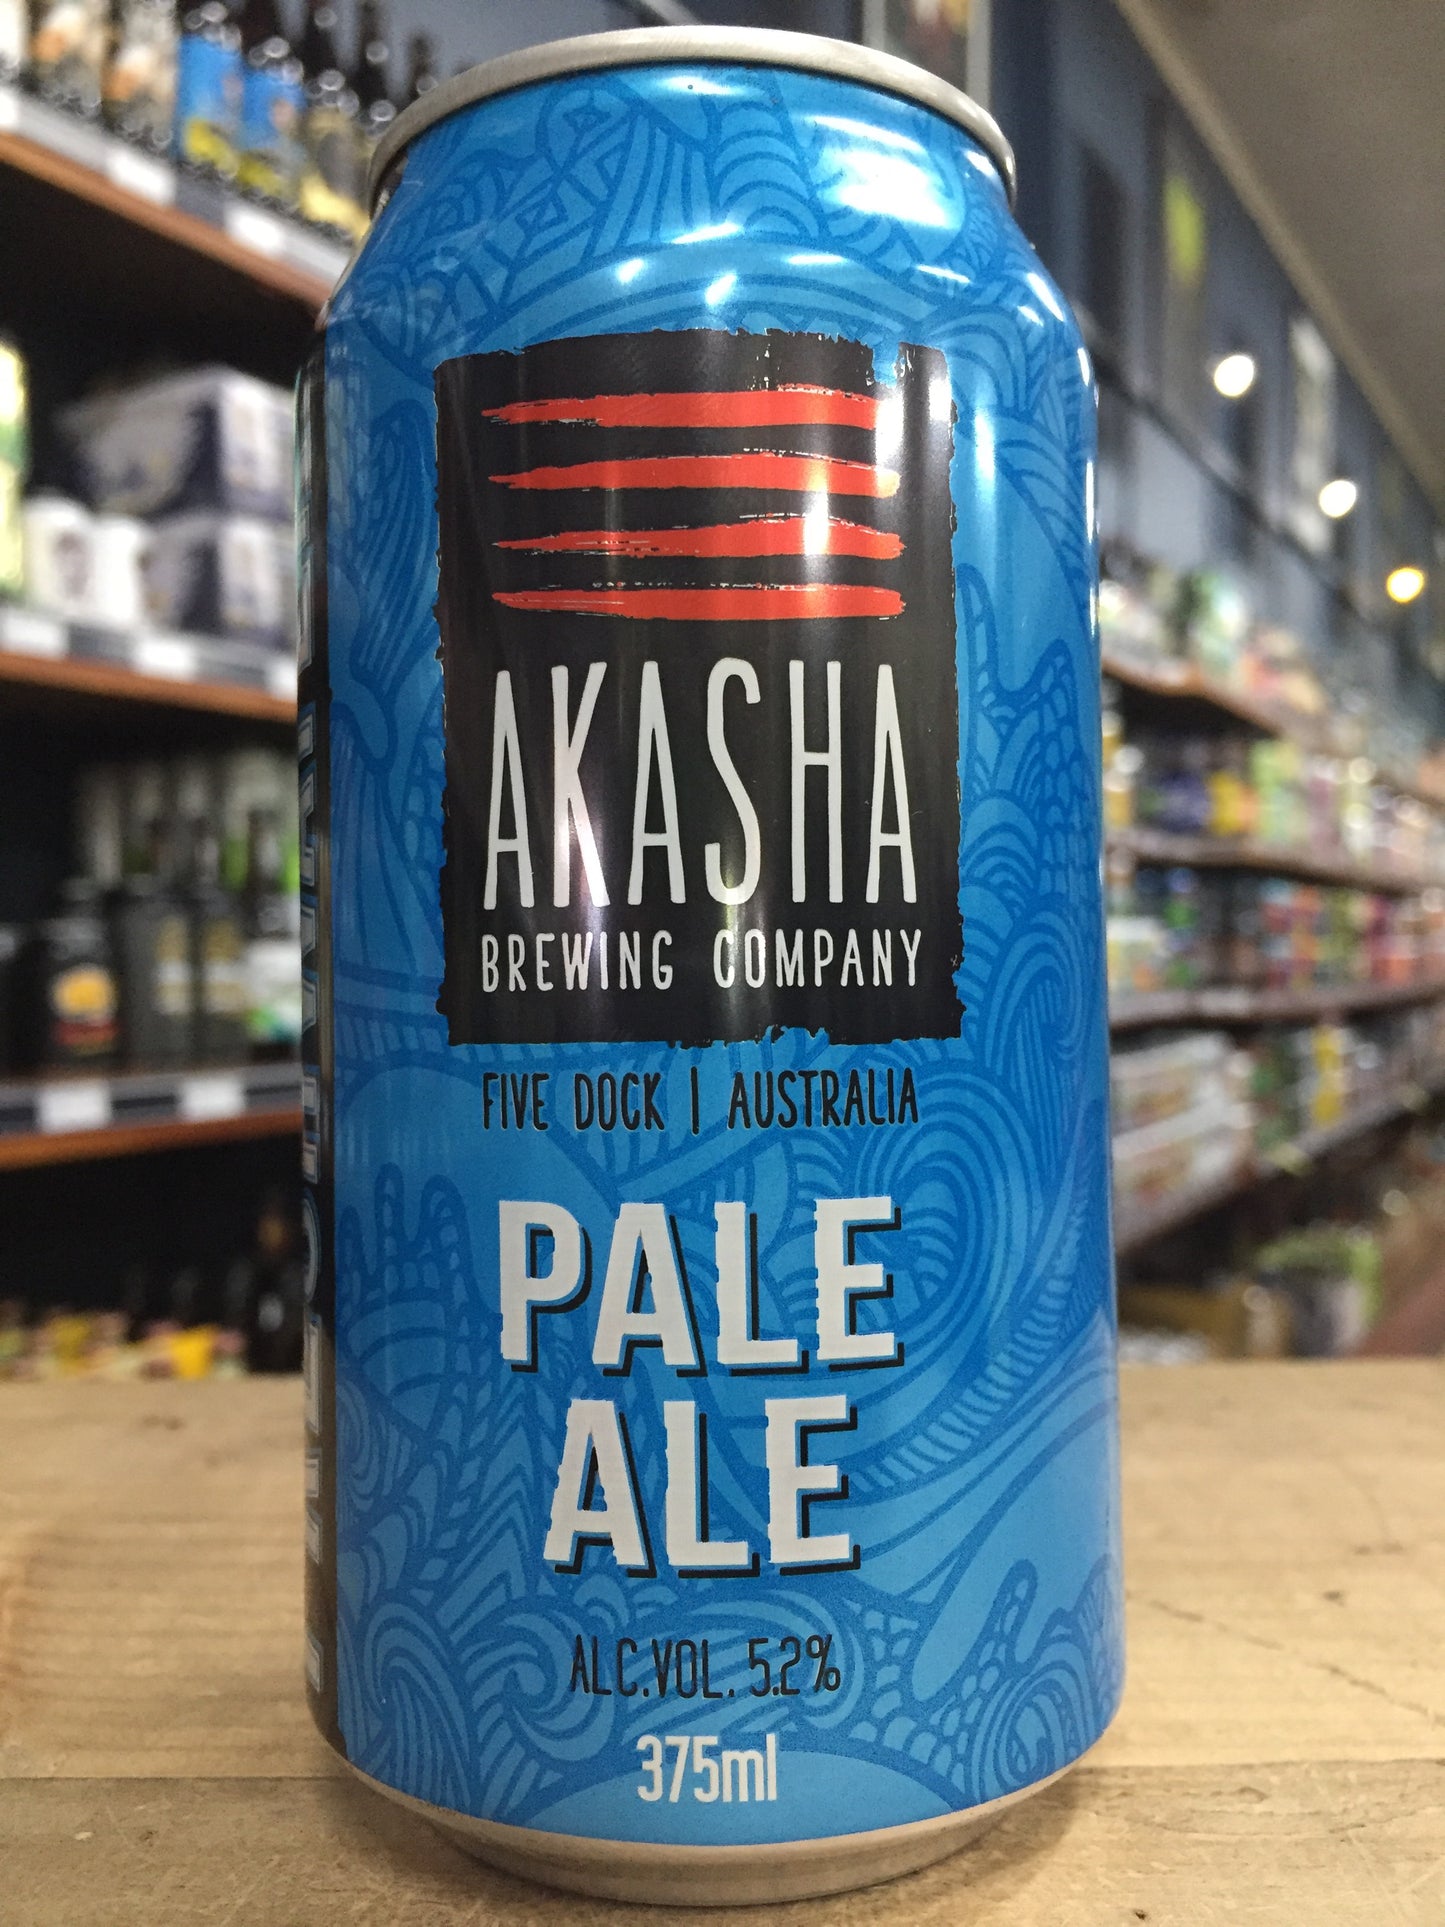 AKASHA
BREWING COMPANY
FIVE DOCK | AUSTRALIA
PALE
ALE
ALC.VOL. 5.2%
375ml